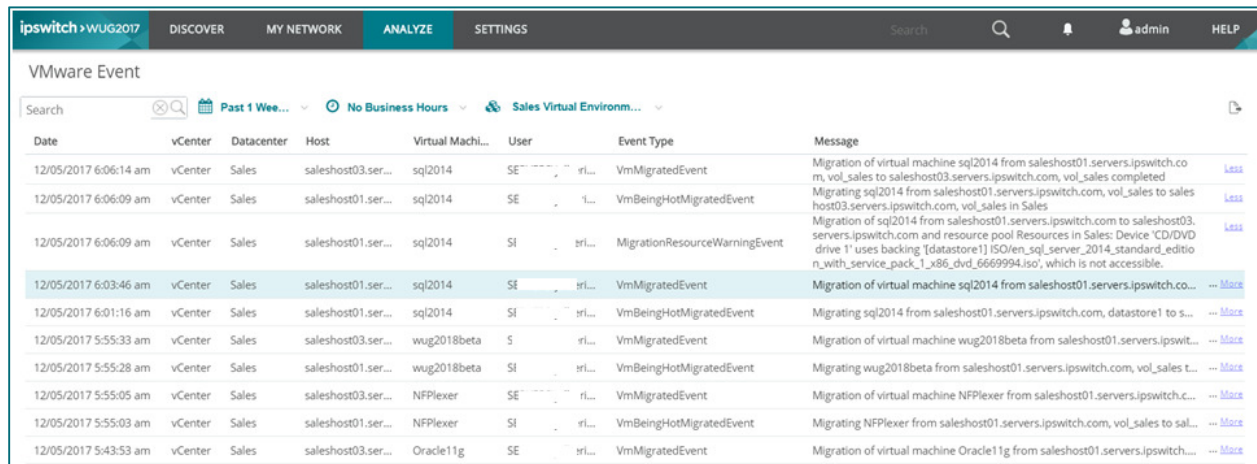 ipswitch › WUG2017 DISCOVER MY NETWORK ANALYZE SETTINGS Search admin HELP
VMware Event
Search Past 1 Wee... No Business Hours Sales Virtual Environm...
Date vCenter Datacenter Host Virtual Machi... User Event Type Message
12/05/2017 6:06:14 am vCenter Sales saleshost03.ser... sql2014 VmMigratedEvent Migration of virtual machine sql2014 from saleshost01.servers.ipswitch.co Less
m, vol_sales to saleshost03.servers.ipswitch.com, vol_sales completed
12/05/2017 6:06:09 am vCenter Sales saleshost01.ser... sql2014 SE VmBeingHotMigratedEvent Migrating sql2014 from saleshost01.servers.ipswitch.com, vol_sales to sales Less
host03.servers.ipswitch.com, vol_sales in Sales
12/05/2017 6:06:09 am vCenter Sales saleshost01.ser... sql2014 eri... MigrationResourceWarningEvent Migration of sql2014 from saleshost01.servers.ipswitch.com to saleshost03. Less
servers.ipswitch.com and resource pool Resources in Sales: Device 'CD/DVD
drive 1' uses backing '[datastore1] ISO/en_sql_server_2014_standard_editio
n_with_service_pack_1_x86_dvd_6669994.iso', which is not accessible.
12/05/2017 6:03:46 am vCenter Sales saleshost01.ser... sql2014 SE eri... VmMigratedEvent Migration of virtual machine sql2014 from saleshost01.servers.ipswitch.co... ... More
12/05/2017 6:01:16 am vCenter Sales saleshost01.ser... sql2014 eri... VmBeingHotMigratedEvent Migrating sql2014 from saleshost01.servers.ipswitch.com, datastore1 to s... ... More
12/05/2017 5:55:33 am vCenter Sales saleshost03.ser... wug2018beta S eri... VmMigratedEvent Migration of virtual machine wug2018beta from saleshost01.servers.ipswit... ... More
12/05/2017 5:55:28 am vCenter Sales saleshost01.ser... wug2018beta eri... VmBeingHotMigratedEvent Migrating wug2018beta from saleshost01.servers.ipswitch.com, vol_sales t... ... More
12/05/2017 5:55:05 am vCenter Sales saleshost03.ser... NFPlexer SE ri... VmMigratedEvent Migration of virtual machine NFPlexer from saleshost01.servers.ipswitch.c... ... More
12/05/2017 5:55:03 am vCenter Sales saleshost01.ser... NFPlexer eri... VmBeingHotMigratedEvent Migrating NFPlexer from saleshost01.servers.ipswitch.com, vol_sales to sal... ... More
12/05/2017 5:43:53 am vCenter Sales saleshost03.ser... Oracle11g SE eri... VmMigratedEvent Migration of virtual machine Oracle11g from saleshost01.servers.ipswitch.... ... More